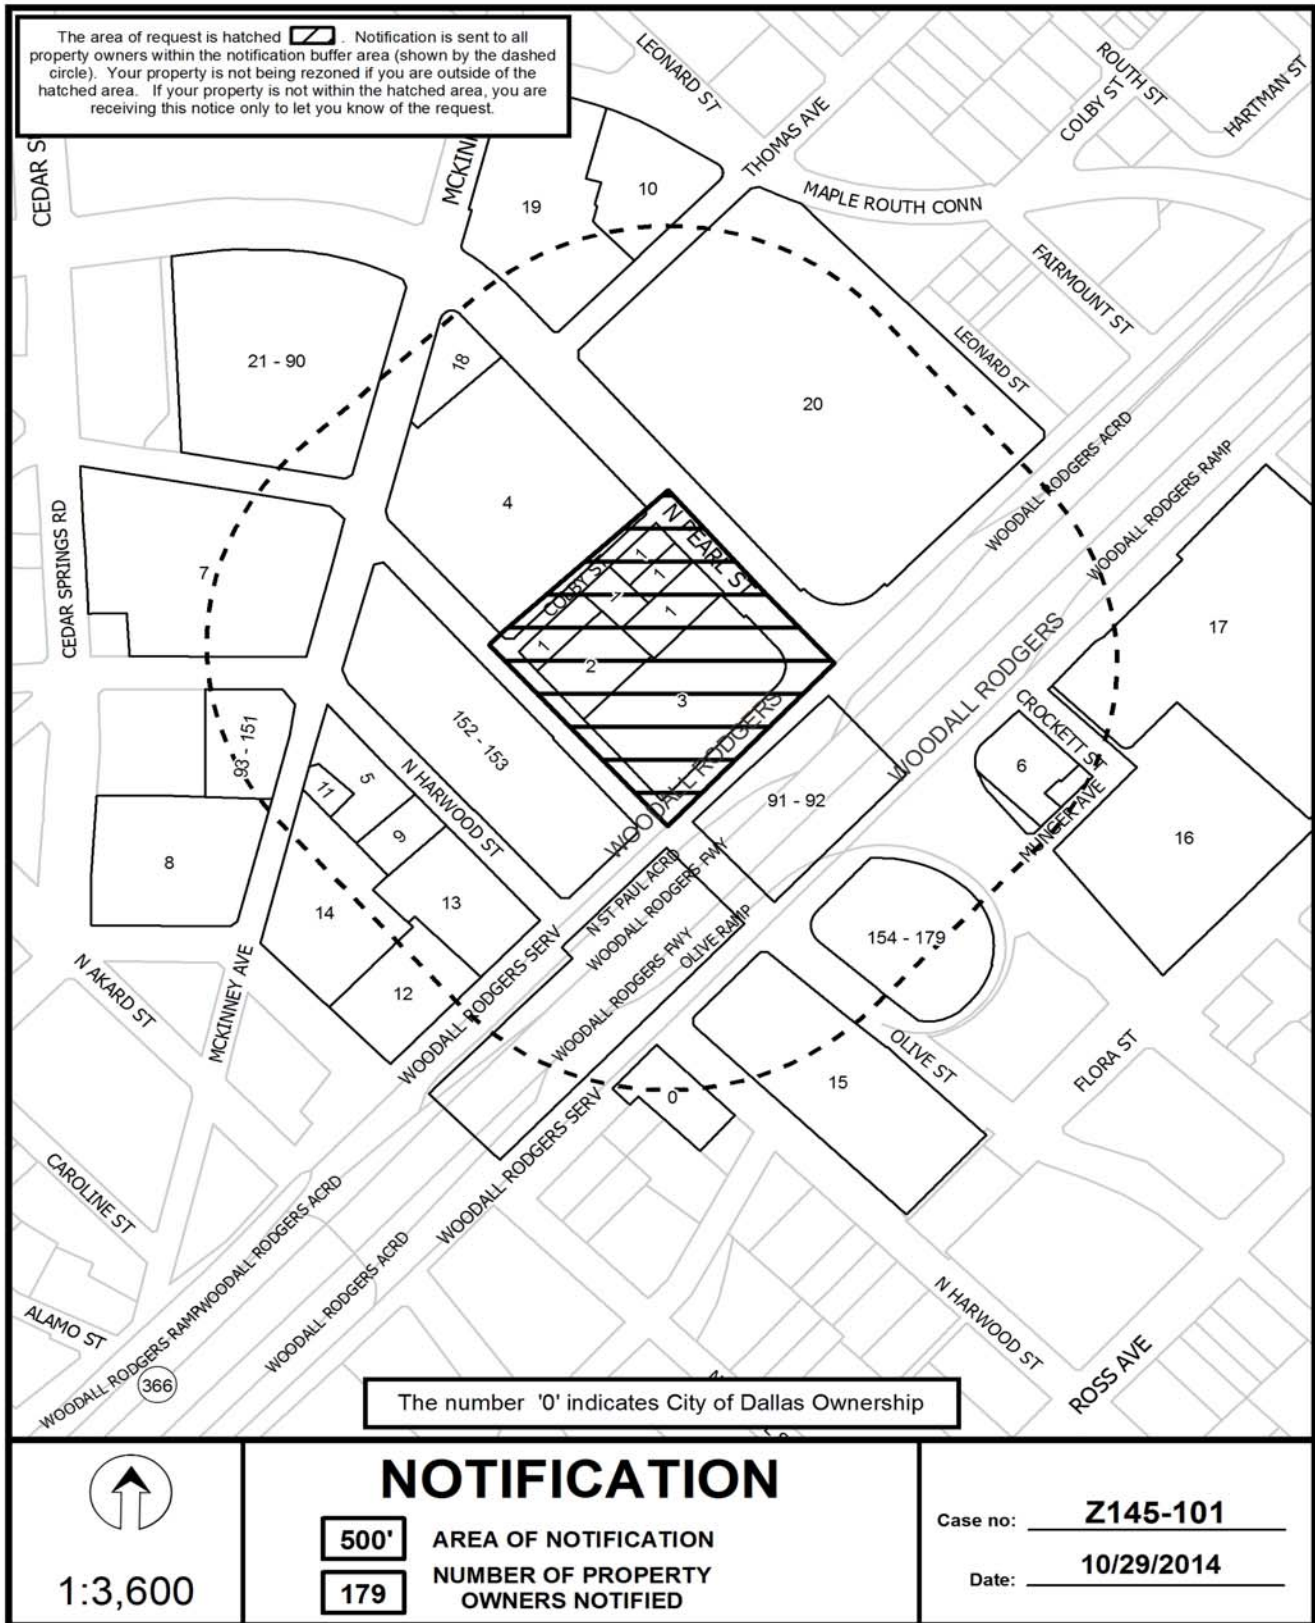 The area of request is hatched . Notification is sent to all
property owners within the notification buffer area (shown by the dashed
circle). Your property is not being rezoned if you are outside of the
hatched area. If your property is not within the hatched area, you are
receiving this notice only to let you know of the request.
LEONARD ST
ROUTH ST
COLBY ST
HARTMAN ST
THOMAS AVE
MAPLE ROUTH CONN
CEDAR S
MCKINN
19
10
FAIRMOUNT ST
LEONARD ST
21 - 90
18
20
WOODALL RODGERS ACRD
WOODALL RODGERS RAMP
4
N PEARL ST
COLBY ST
1
1
1
1
1
2
3
CEDAR SPRINGS RD
7
17
WOODALL RODGERS
WOODALL RODGERS
CROCKETT ST
6
MUNGER AVE
16
93 - 151
152 - 153
5
11
9
N HARWOOD ST
91 - 92
8
14
13
12
N ST PAUL ACRD
WOODALL RODGERS FWY
WOODALL RODGERS FWY
OLIVE RAMP
154 - 179
N AKARD ST
MCKINNEY AVE
WOODALL RODGERS SERV
WOODALL RODGERS SERV
0
15
OLIVE ST
FLORA ST
CAROLINE ST
WOODALL RODGERS ACRD
WOODALL RODGERS ACRD
ALAMO ST
WOODALL RODGERS RAMP
366
N HARWOOD ST
ROSS AVE
The number '0' indicates City of Dallas Ownership
1:3,600
NOTIFICATION
500' AREA OF NOTIFICATION
179 NUMBER OF PROPERTY
OWNERS NOTIFIED
Case no: Z145-101
Date: 10/29/2014